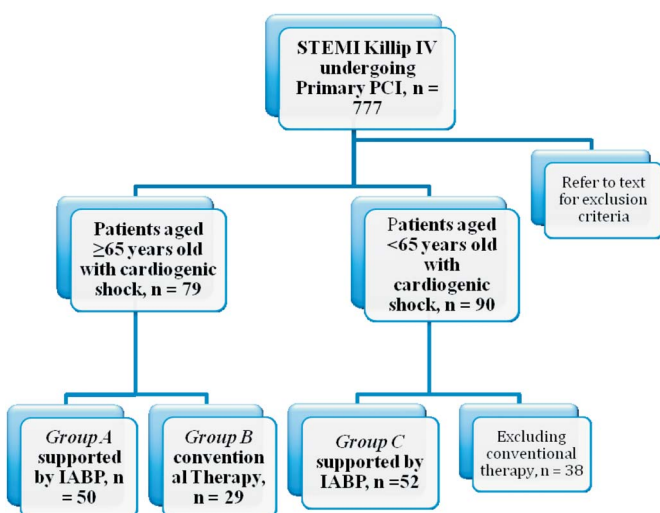 STEMI Killip IV
undergoing
Primary PCI, n =
777
Refer to text
for exclusion
criteria
Patients aged
≥65 years old
with cardiogenic
shock, n = 79
Patients aged
<65 years old
with
cardiogenic
shock, n = 90
Group A
supported
by IABP, n
= 50
Group B
convention
al Therapy,
n = 29
Group C
supported by
IABP, n =52
Excluding
conventional
therapy, n = 38